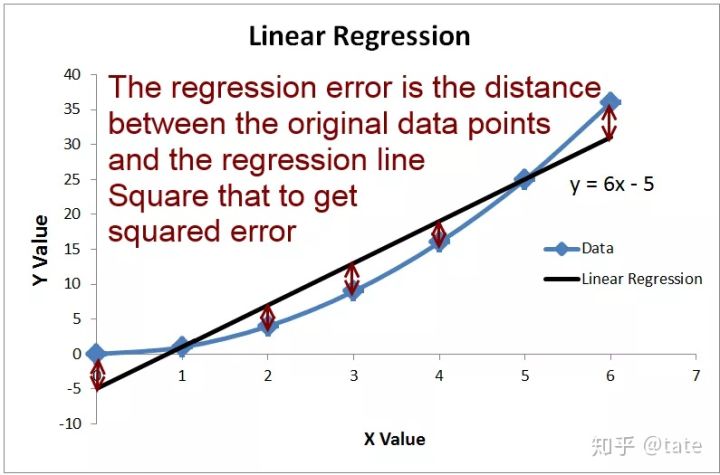 Linear Regression
The regression error is the distance
between the original data points
and the regression line
Square that to get
squared error
40
35
30
25
20
15
10
5
0
-5
-10
Y Value
1
2
3
4
5
6
7
X Value
y = 6x - 5
Data
Linear Regression
知乎 @tate